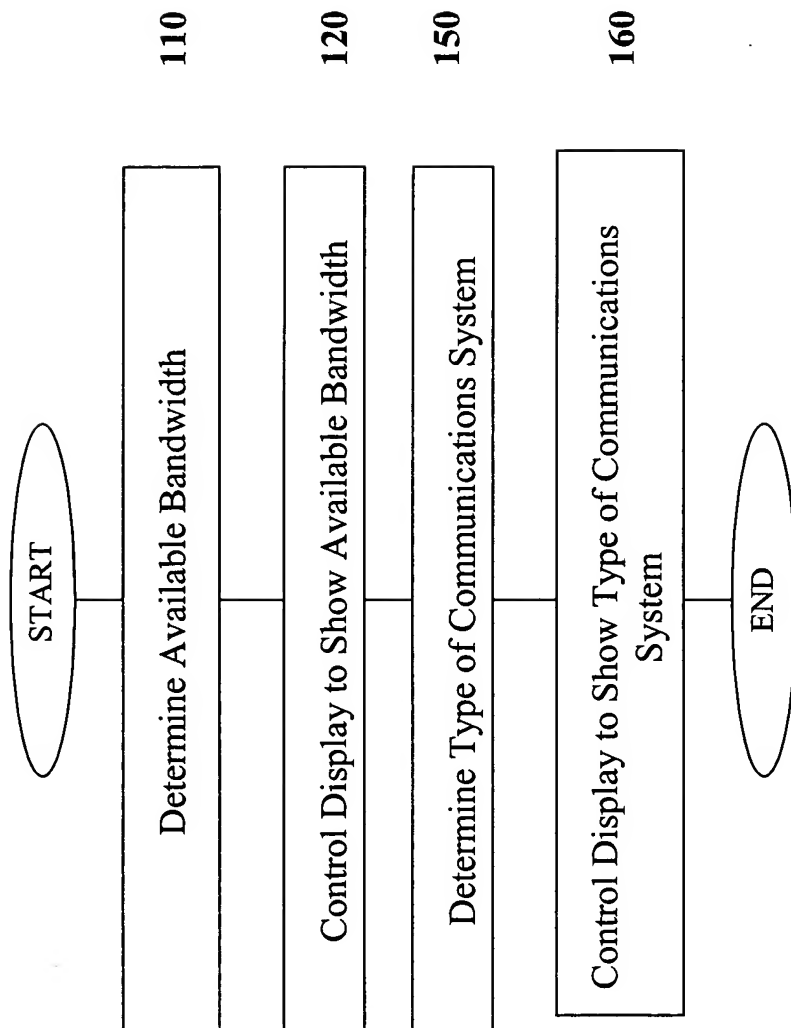 START
Determine Available Bandwidth
110
Control Display to Show Available Bandwidth
120
Determine Type of Communications System
150
Control Display to Show Type of Communications
System
160
END